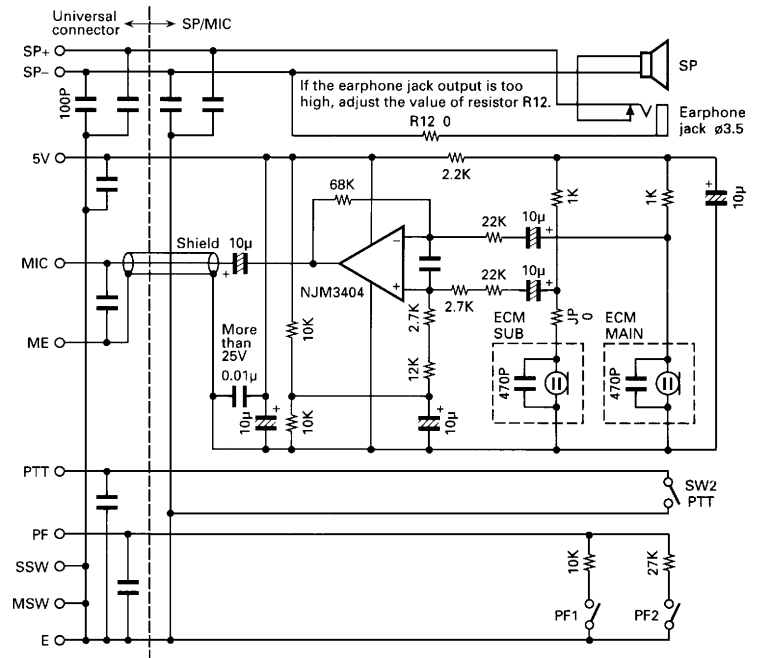 Universal
connector
SP/MIC
SP+
SP−
100P
SP
If the earphone jack output is too
high, adjust the value of resistor R12.
R12 0
Earphone
jack ø3.5
5V
2.2K
1K
1K
10µ
+
68K
22K
10µ
+
Shield
10µ
+
MIC
−
+
NJM3404
2.7K
22K
10µ
+
2.7K
JP
0
ECM
SUB
ECM
MAIN
ME
More
than
25V
0.01µ
10K
12K
470P
470P
10µ
+
10K
10µ
+
PTT
SW2
PTT
PF
SSW
10K
27K
MSW
PF1
PF2
E